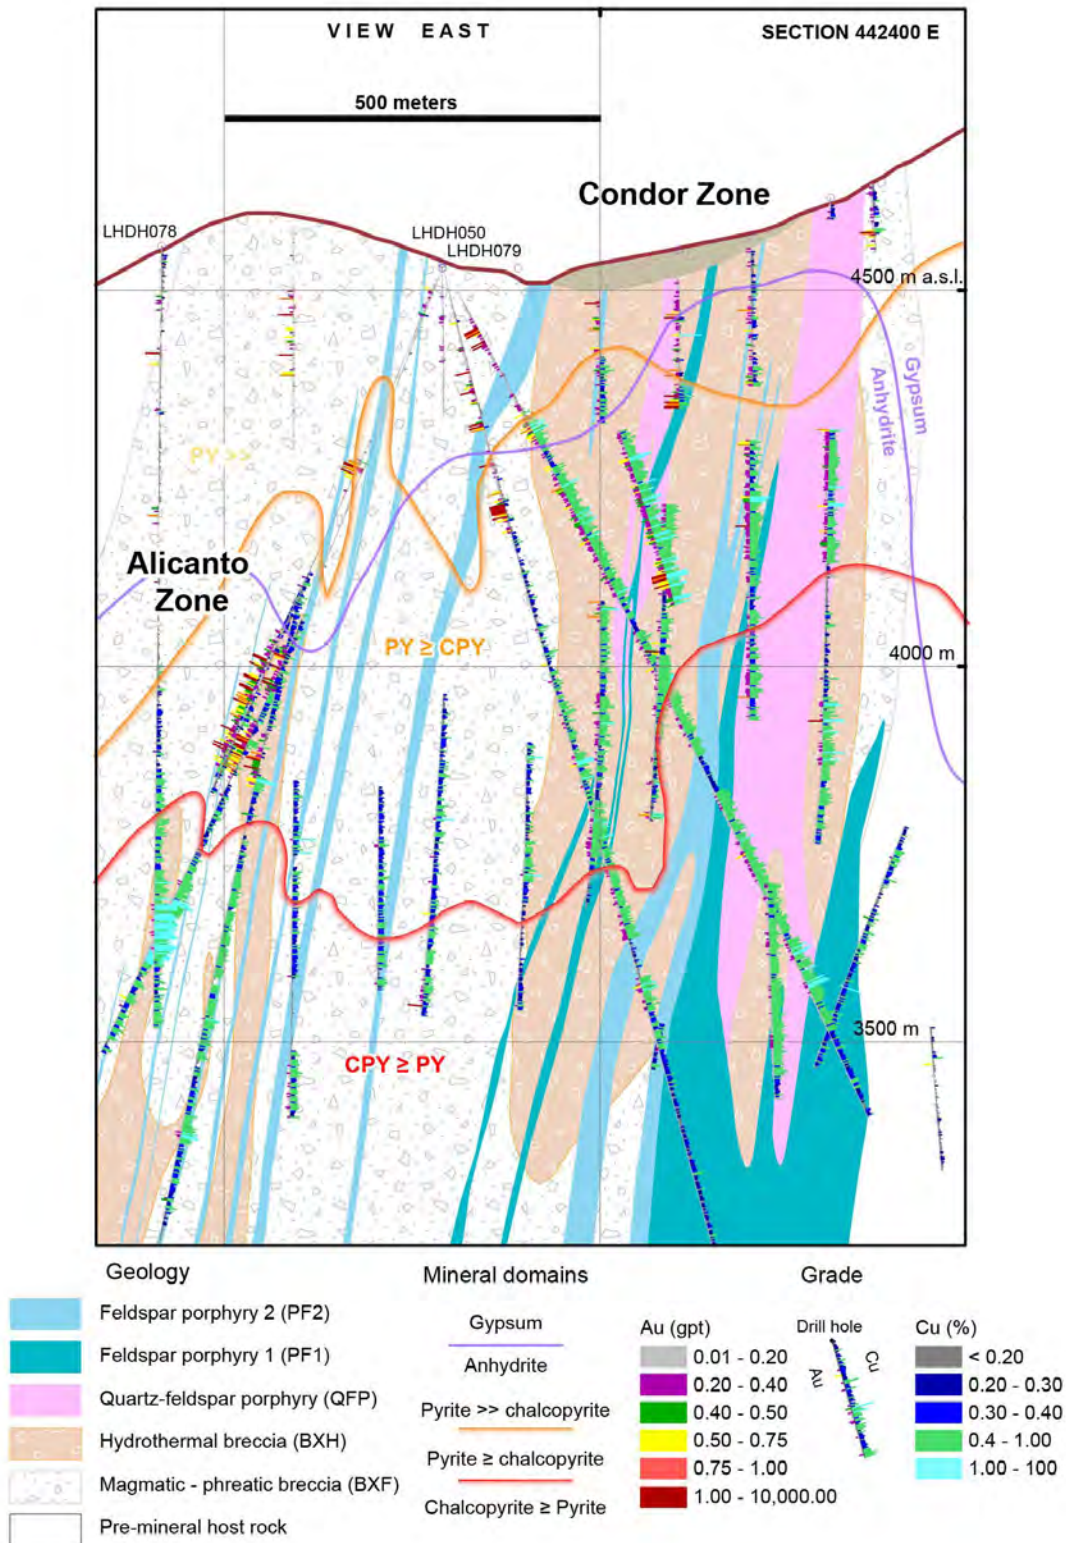 VIEW EAST
SECTION 442400 E
500 meters
Condor Zone
LHDH078
LHDH050
LHDH079
4500 m a.s.l.
Gypsum
Anhydrite
PY >>
Alicanto
Zone
PY ≥ CPY
4000 m
3500 m
CPY ≥ PY
Geology
Feldspar porphyry 2 (PF2)
Feldspar porphyry 1 (PF1)
Quartz-feldspar porphyry (QFP)
Hydrothermal breccia (BXH)
Magmatic - phreatic breccia (BXF)
Pre-mineral host rock
Mineral domains
Gypsum
Anhydrite
Pyrite >> chalcopyrite
Pyrite ≥ chalcopyrite
Chalcopyrite ≥ Pyrite
Grade
Au (gpt)
0.01 - 0.20
0.20 - 0.40
0.40 - 0.50
0.50 - 0.75
0.75 - 1.00
1.00 - 10,000.00
Drill hole
Cu
Au
Cu (%)
< 0.20
0.20 - 0.30
0.30 - 0.40
0.4 - 1.00
1.00 - 100